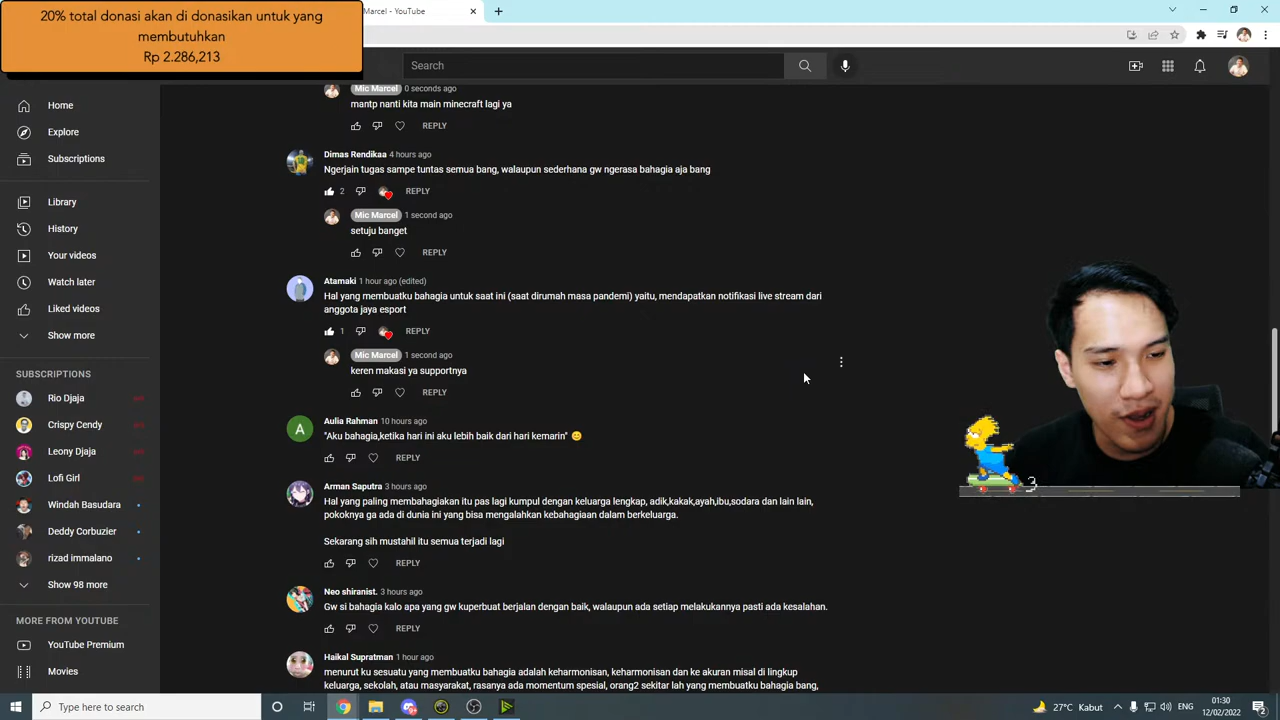 20% total donasi akan di donasikan untuk yang
membutuhkan
Rp 2.286,213
Marcel - YouTube
Search
Home
Explore
Subscriptions
Library
History
Your videos
Watch later
Liked videos
Show more
SUBSCRIPTIONS
Rio Djaja
Crispy Cendy
Leony Djaja
Lofi Girl
Windah Basudara
Deddy Corbuzier
rizad immalano
Show 98 more
MORE FROM YOUTUBE
YouTube Premium
Movies
Mic Marcel 0 seconds ago
mantp nanti kita main minecraft lagi ya
REPLY
Dimas Rendikaa 4 hours ago
Ngerjain tugas sampe tuntas semua bang, walaupun sederhana gw ngerasa bahagia aja bang
2 REPLY
Mic Marcel 1 second ago
setuju banget
REPLY
Atamaki 1 hour ago (edited)
Hal yang membuatku bahagia untuk saat ini (saat dirumah masa pandemi) yaitu, mendapatkan notifikasi live stream dari
anggota jaya esport
1 REPLY
Mic Marcel 1 second ago
keren makasi ya supportnya
REPLY
A
Aulia Rahman 10 hours ago
"Aku bahagia,ketika hari ini aku lebih baik dari hari kemarin" 😊
REPLY
Arman Saputra 3 hours ago
Hal yang paling membahagiakan itu pas lagi kumpul dengan keluarga lengkap, adik,kakak,ayah,ibu,sodara dan lain lain,
pokoknya ga ada di dunia ini yang bisa mengalahkan kebahagiaan dalam berkeluarga.
Sekarang sih mustahil itu semua terjadi lagi
REPLY
Neo shiranist. 3 hours ago
Gw si bahagia kalo apa yang gw kuperbuat berjalan dengan baik, walaupun ada setiap melakukannya pasti ada kesalahan.
REPLY
Haikal Supratman 1 hour ago
menurut ku sesuatu yang membuatku bahagia adalah keharmonisan, keharmonisan dan ke akuran misal di lingkup
keluarga, sekolah, atau masyarakat, rasanya ada momentum spesial, orang2 sekitar lah yang membuatku bahagia bang,
Type here to search
27°C Kabut
ENG
01:30
12/02/2022
2